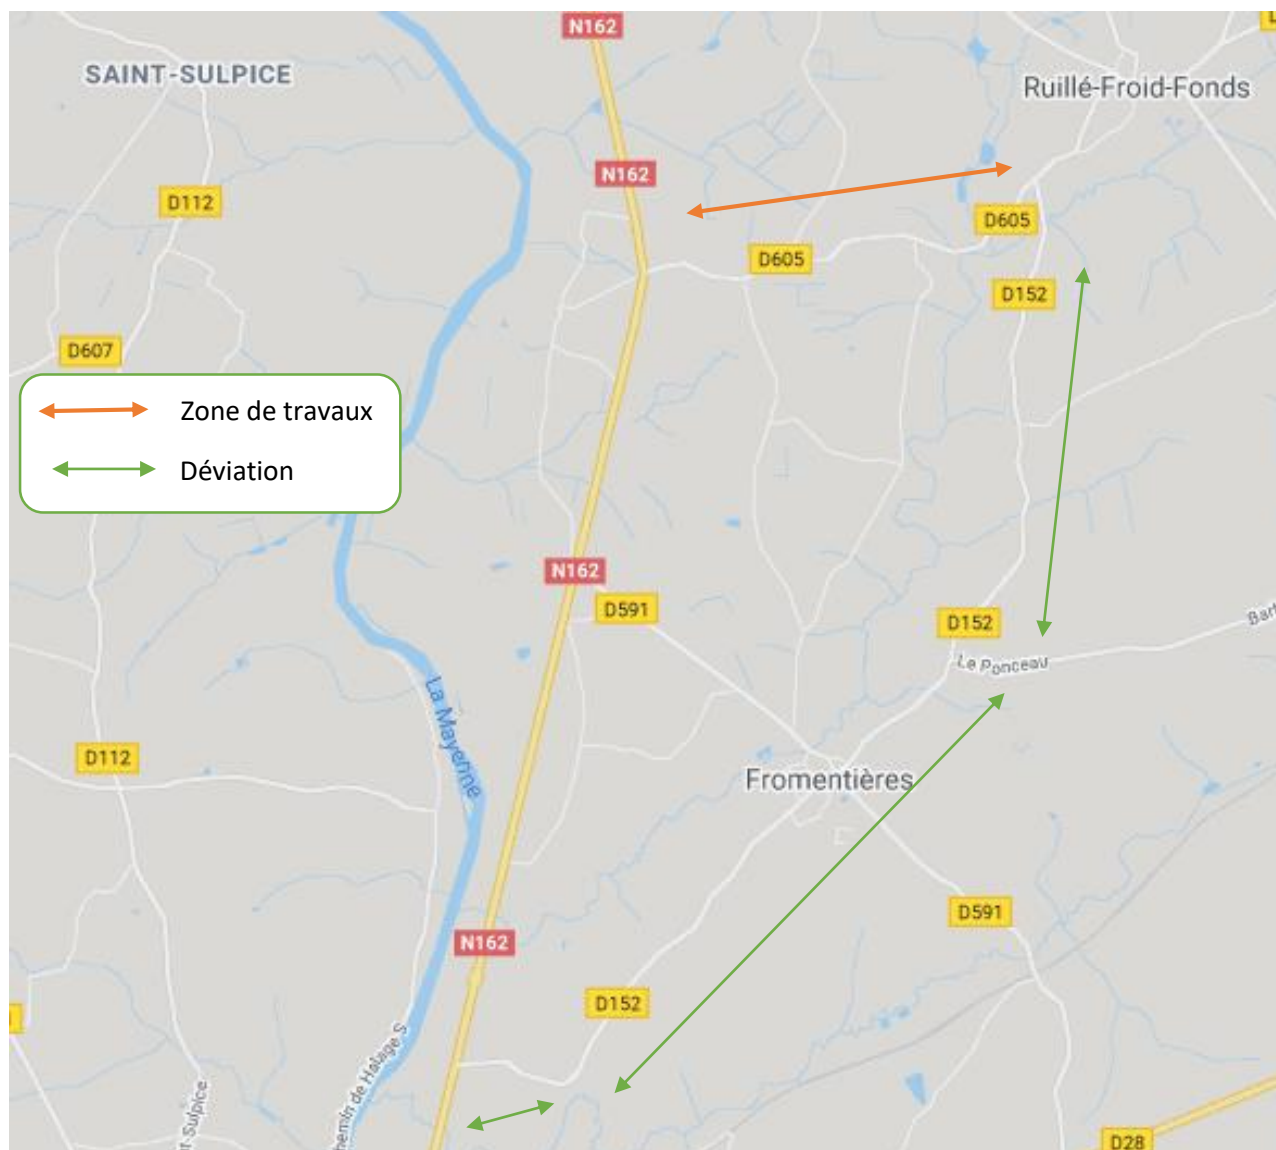 N162
SAINT-SULPICE
Ruillé-Froid-Fonds
N162
D112
D605
D605
D152
D607
Zone de travaux
Déviation
N162
D591
D152
Le Ponceau
La Mayenne
D112
Fromentières
D591
N162
D152
D28